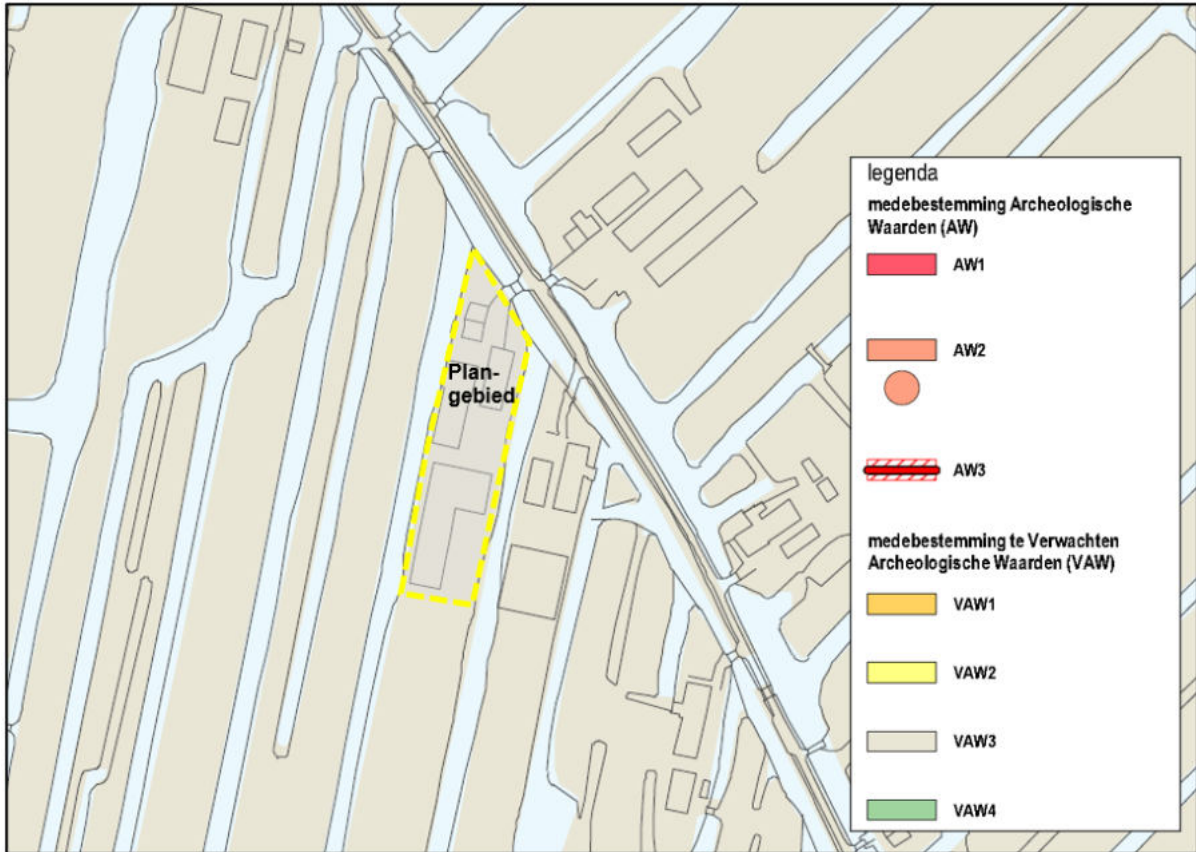 Plan-
gebied
legenda
medebestemming Archeologische
Waarden (AW)
AW1
AW2
AW3
medebestemming te Verwachten
Archeologische Waarden (VAW)
VAW1
VAW2
VAW3
VAW4